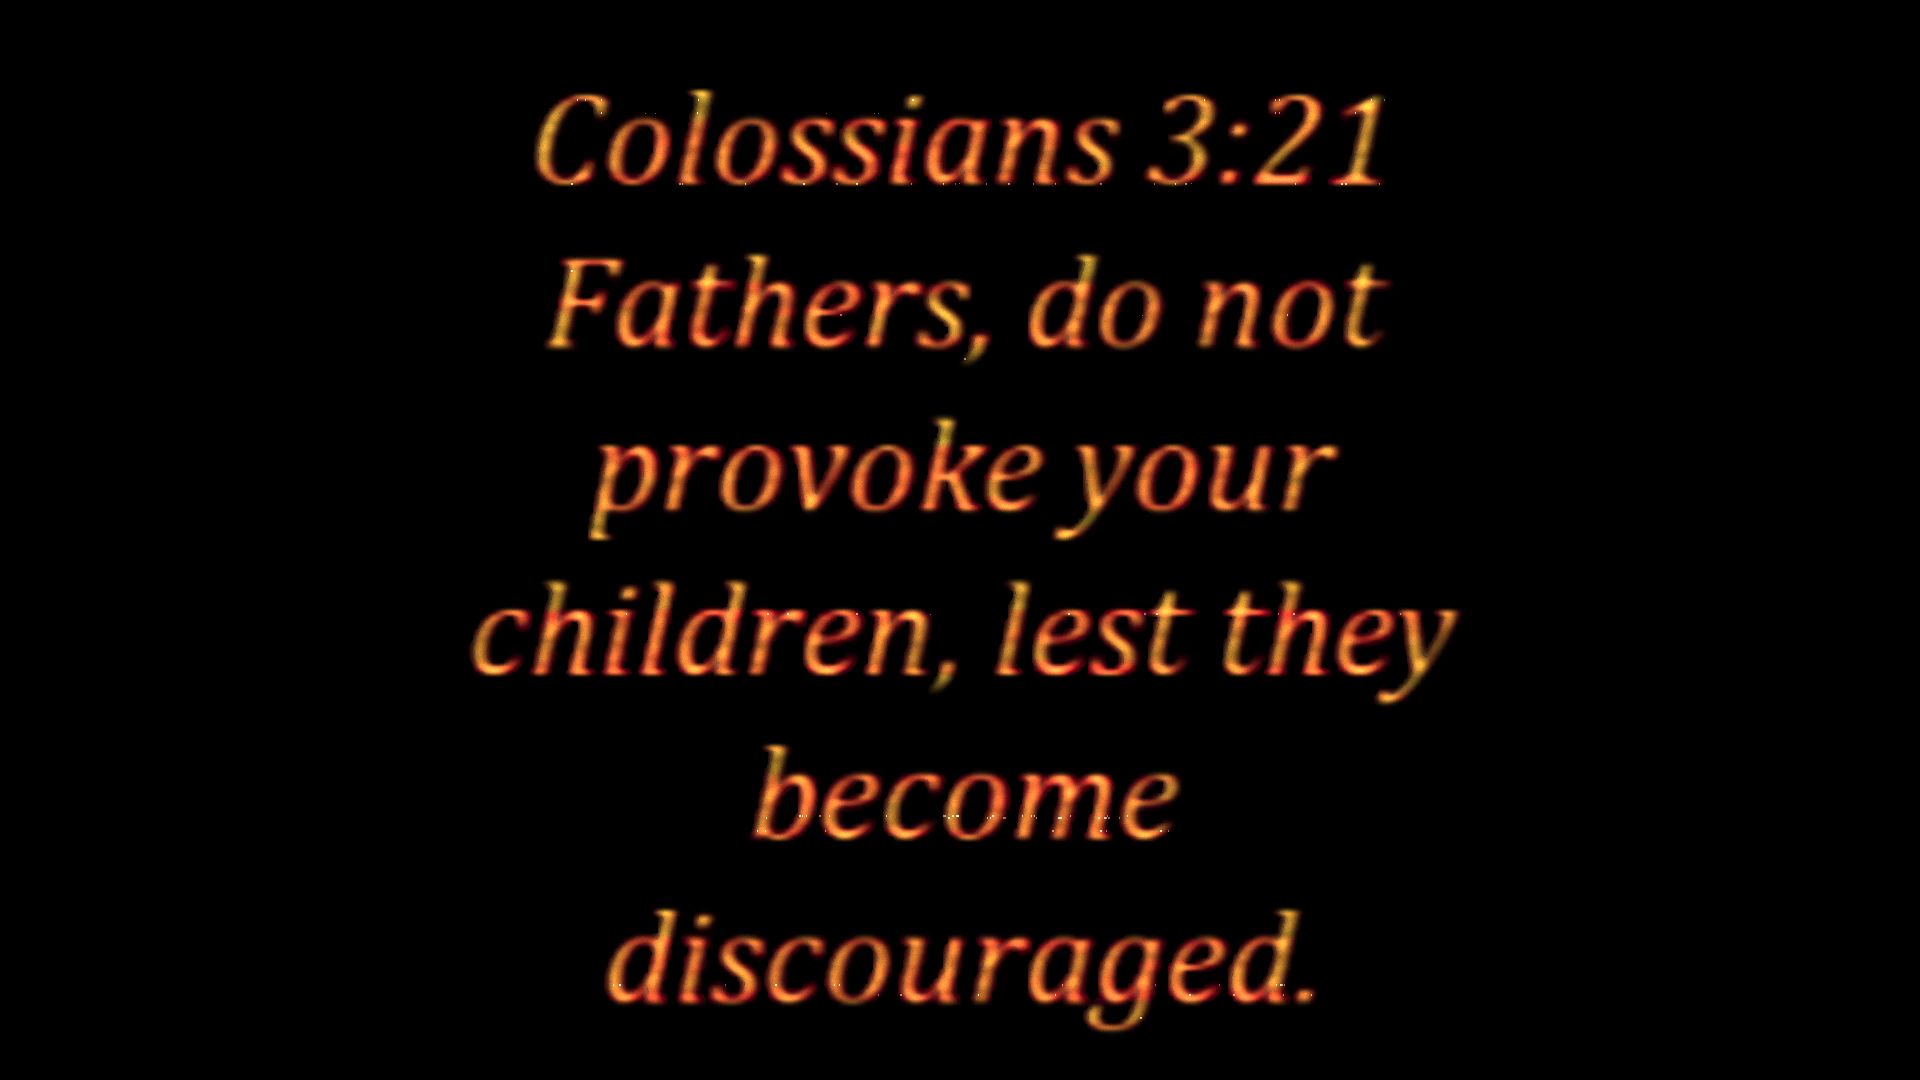 Colossians 3:21
Fathers, do not
provoke your
children, lest they
become
discouraged.